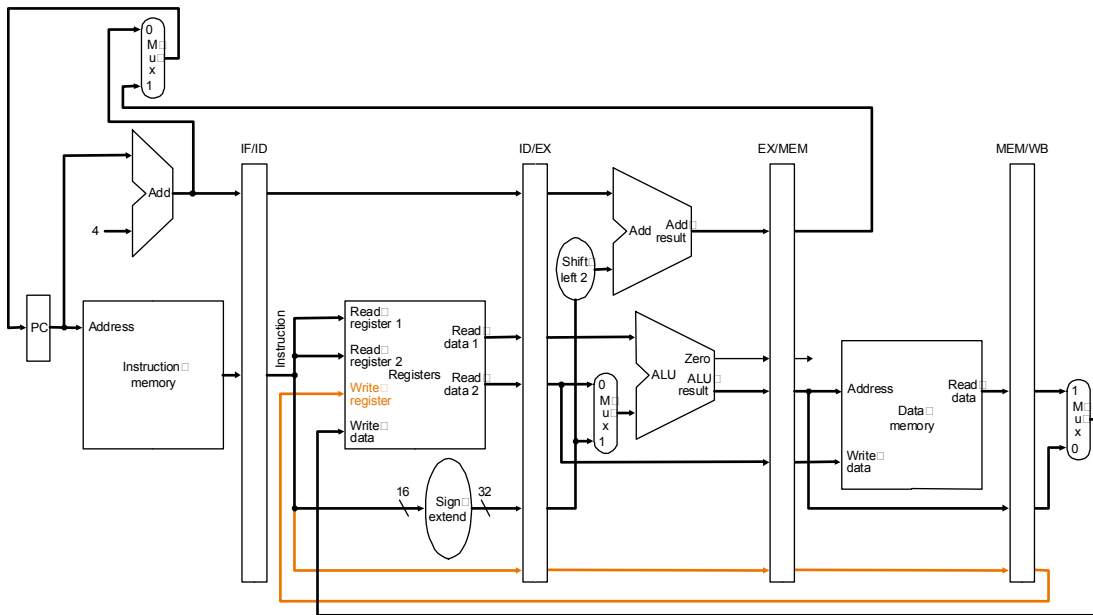 0
M
u
x
1
IF/ID
ID/EX
EX/MEM
MEM/WB
Add
4
Add
Add
result
Shift
left 2
PC
Address
Instruction
memory
Instruction
Read
register 1
Read
register 2
Write
register
Write
data
Registers
Read
data 1
Read
data 2
0
M
u
x
1
Zero
ALU
ALU
result
Address
Read
data
Data
memory
Write
data
1
M
u
x
0
16
Sign
extend
32